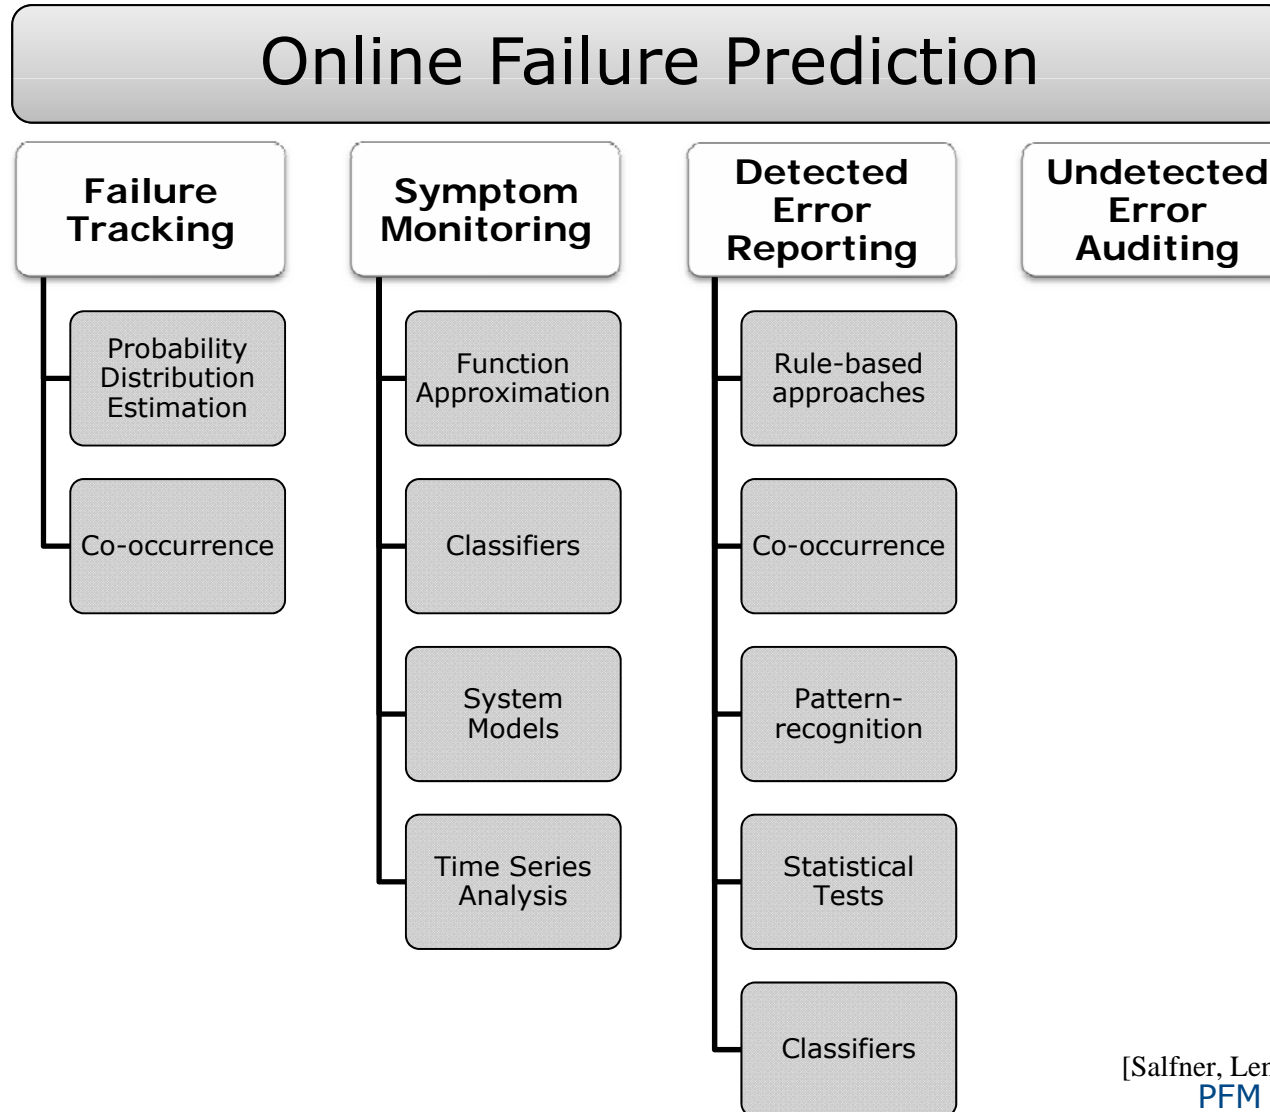 Online Failure Prediction
Failure
Tracking
Probability
Distribution
Estimation
Co-occurrence
Symptom
Monitoring
Function
Approximation
Classifiers
System
Models
Time Series
Analysis
Detected
Error
Reporting
Rule-based
approaches
Co-occurrence
Pattern-
recognition
Statistical
Tests
Classifiers
Undetected
Error
Auditing
[Salfner,
PFM